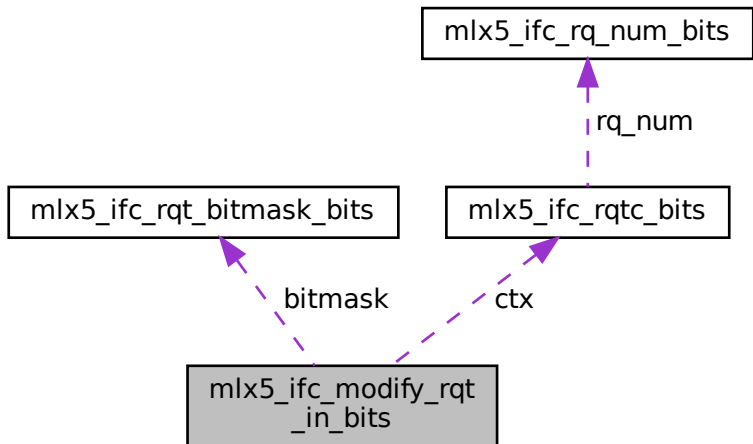 mlx5_ifc_rq_num_bits
rq_num
mlx5_ifc_rqt_bitmask_bits
mlx5_ifc_rqtc_bits
bitmask
ctx
mlx5_ifc_modify_rqt
_in_bits